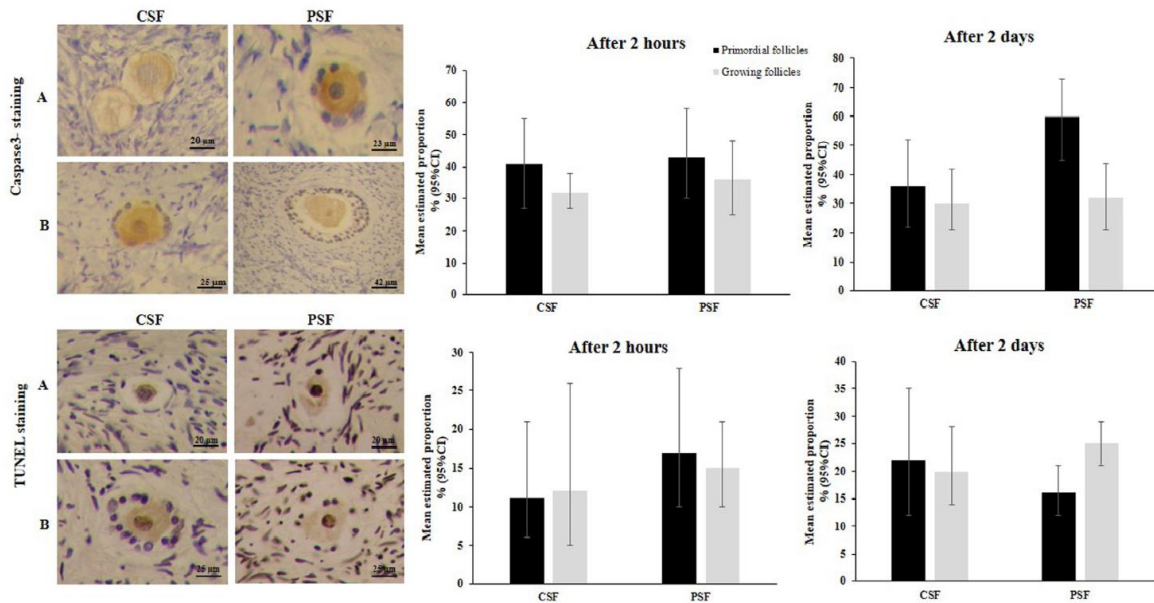 CSF
PSF
Caspase3- staining
A
20 µm
23 µm
B
25 µm
42 µm
CSF
PSF
TUNEL staining
A
20 µm
20 µm
B
25 µm
25 µm
After 2 hours
Primordial follicles
Growing follicles
Mean estimated proportion
% (95%CI)
70
60
50
40
30
20
10
0
CSF
PSF
After 2 days
Mean estimated proportion
% (95%CI)
80
70
60
50
40
30
20
10
0
CSF
PSF
After 2 hours
Mean estimated proportion
% (95%CI)
30
25
20
15
10
5
0
CSF
PSF
After 2 days
Mean estimated proportion
% (95%CI)
40
35
30
25
20
15
10
5
0
CSF
PSF